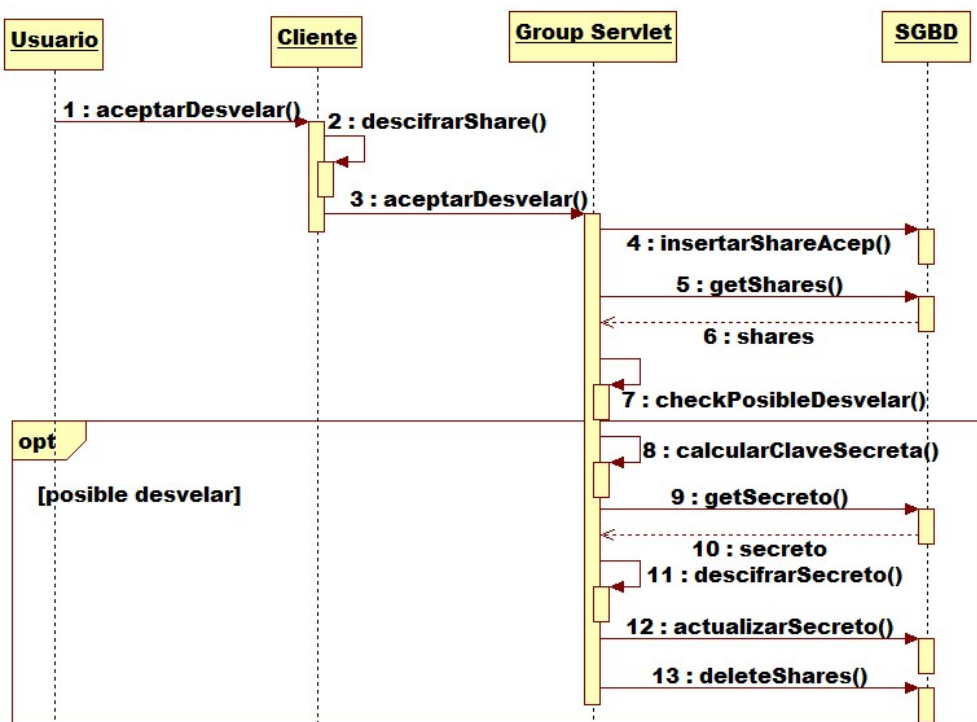 Usuario
Cliente
Group Servlet
SGBD
1 : aceptarDesvelar()
2 : descifrarShare()
3 : aceptarDesvelar()
4 : insertarShareAcep()
5 : getShares()
6 : shares
7 : checkPosibleDesvelar()
opt
8 : calcularClaveSecreta()
[posible desvelar]
9 : getSecreto()
10 : secreto
11 : descifrarSecreto()
12 : actualizarSecreto()
13 : deleteShares()